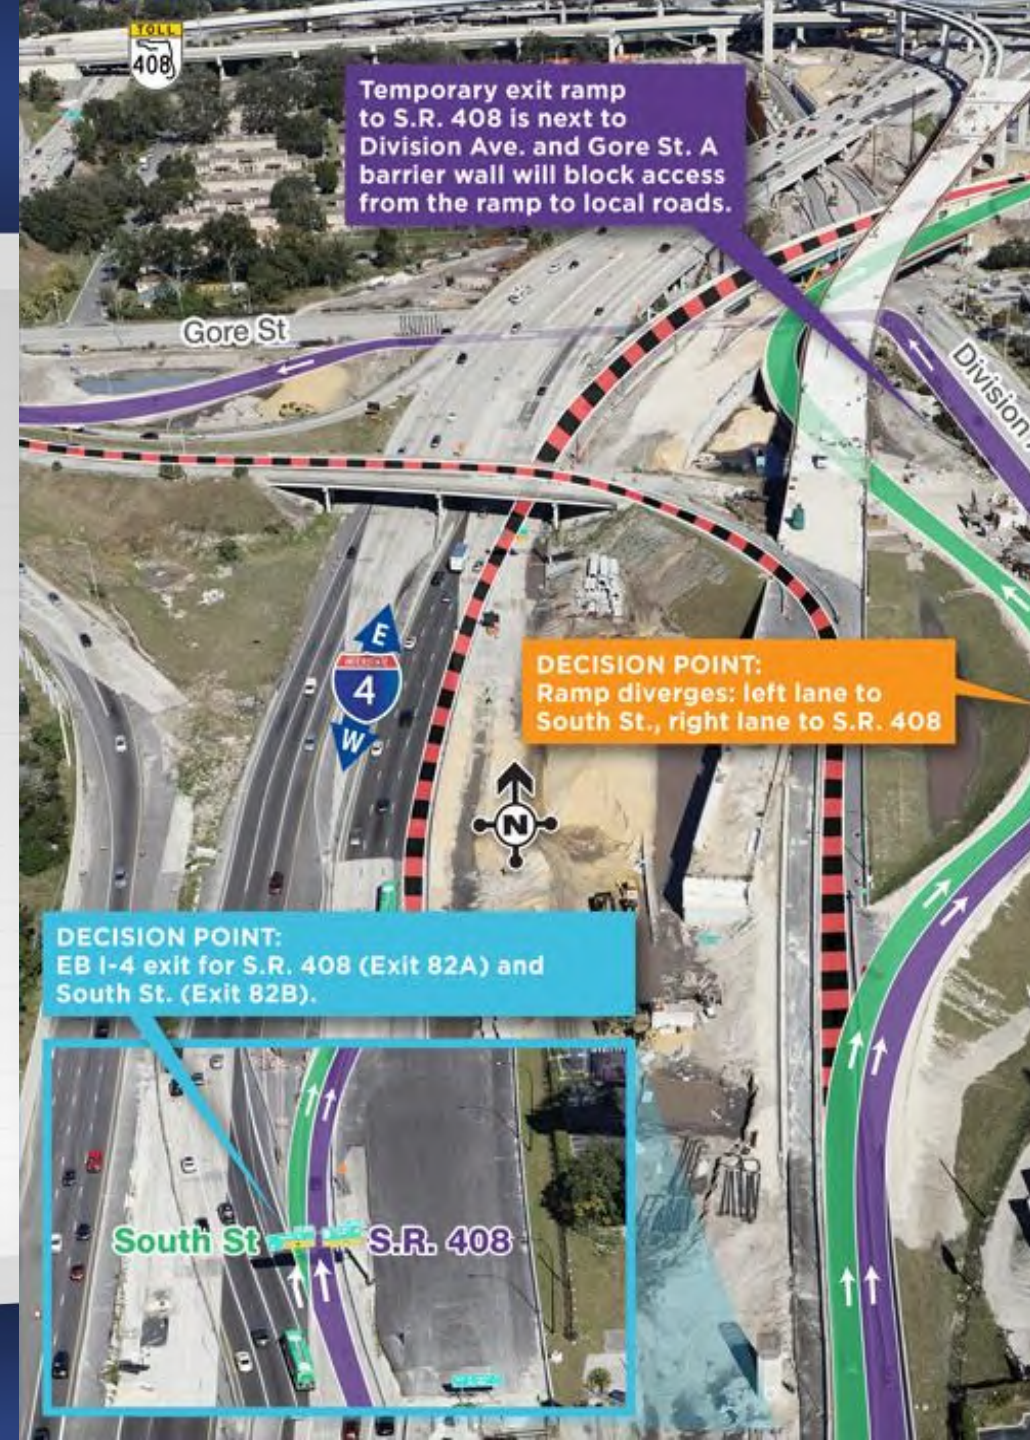 TOLL
408
Temporary exit ramp
to S.R. 408 is next to
Division Ave. and Gore St. A
barrier wall will block access
from the ramp to local roads.
Gore St
Division
E
INTERSTATE
4
W
DECISION POINT:
Ramp diverges: left lane to
South St., right lane to S.R. 408
N
DECISION POINT:
EB I-4 exit for S.R. 408 (Exit 82A) and
South St. (Exit 82B).
South St
S.R. 408